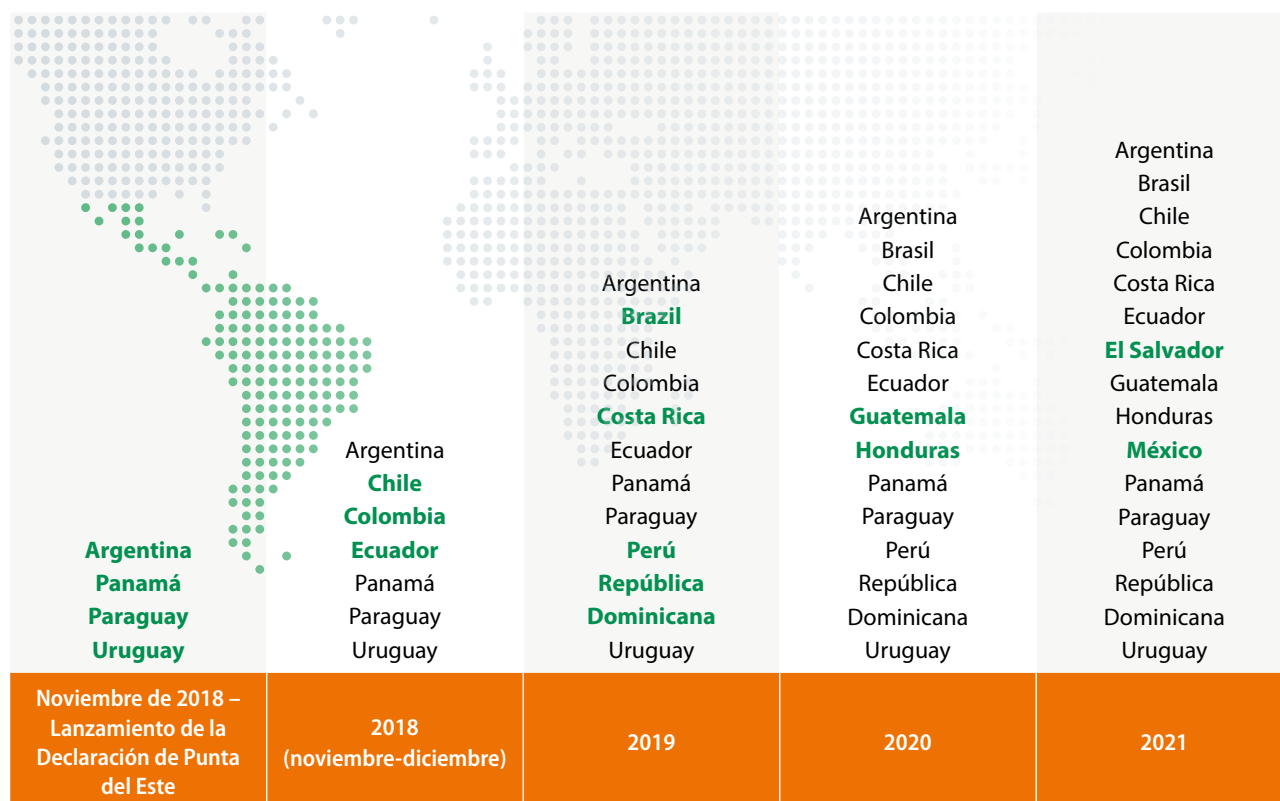 Argentina
Panamá
Paraguay
Uruguay
Noviembre de 2018 –
Lanzamiento de la
Declaración de Punta
del Este
Argentina
Chile
Colombia
Ecuador
Panamá
Paraguay
Uruguay
2018
(noviembre-diciembre)
Argentina
Brazil
Chile
Colombia
Costa Rica
Ecuador
Panamá
Paraguay
Perú
República
Dominicana
Uruguay
2019
Argentina
Brasil
Chile
Colombia
Costa Rica
Ecuador
Guatemala
Honduras
Panamá
Paraguay
Perú
República
Dominicana
Uruguay
2020
Argentina
Brasil
Chile
Colombia
Costa Rica
Ecuador
El Salvador
Guatemala
Honduras
México
Panamá
Paraguay
Perú
República
Dominicana
Uruguay
2021